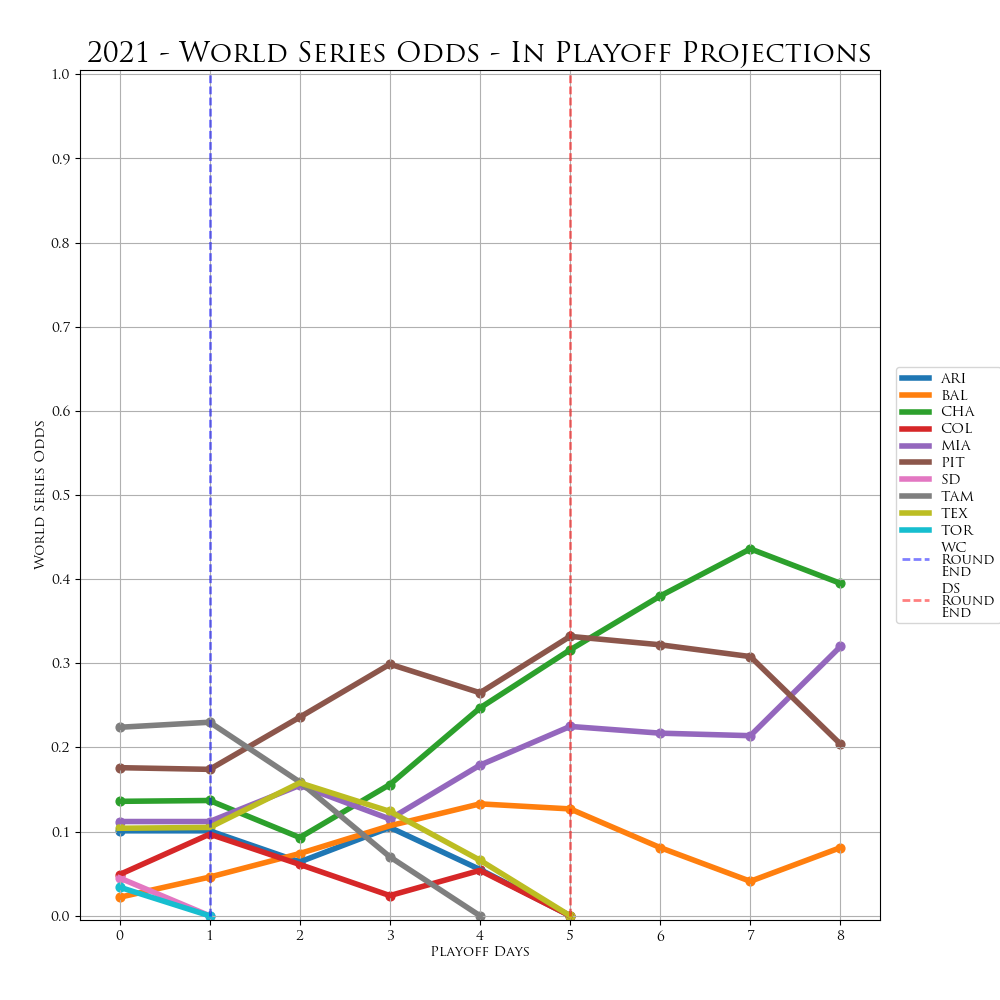 2021 - World Series Odds - In Playoff Projections
1.0
0.9
0.8
0.7
0.6
0.5
0.4
0.3
0.2
0.1
0.0
World Series Odds
0 1 2 3 4 5 6 7 8
Playoff Days
ARI
BAL
CHA
COL
MIA
PIT
SD
TAM
TEX
TOR
WC
Round
End
DS
Round
End